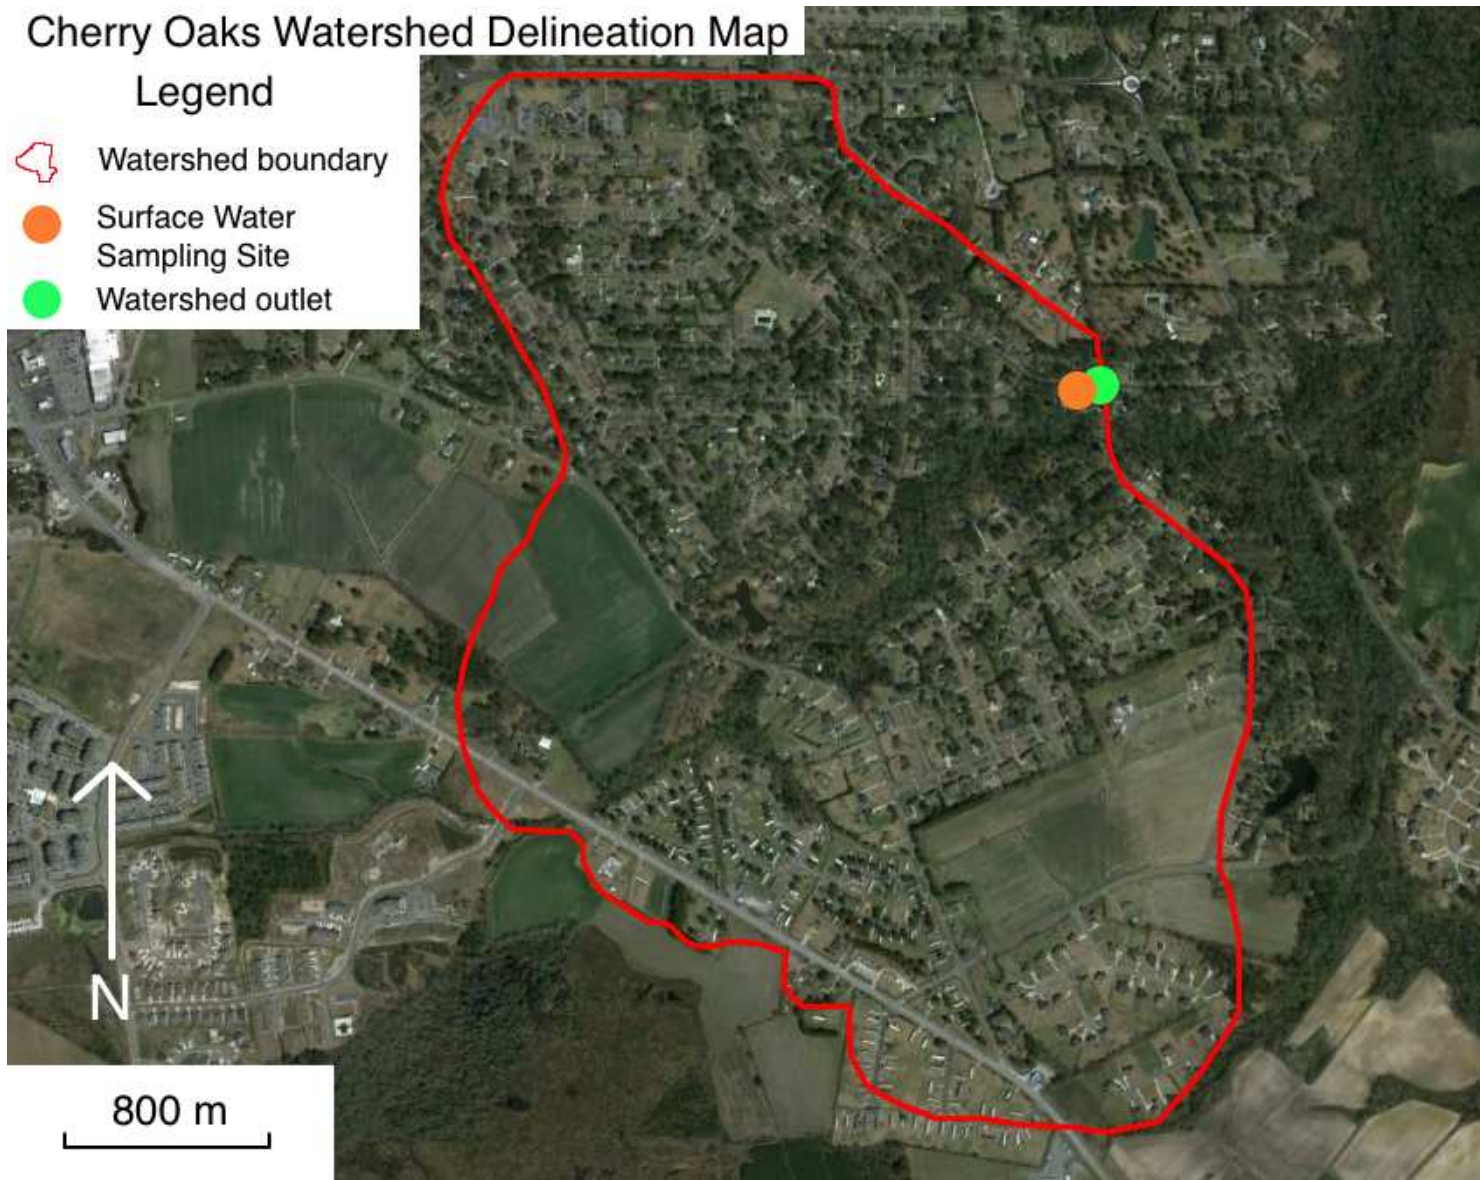 Cherry Oaks Watershed Delineation Map
Legend
Watershed boundary
Surface Water
Sampling Site
Watershed outlet
N
800 m